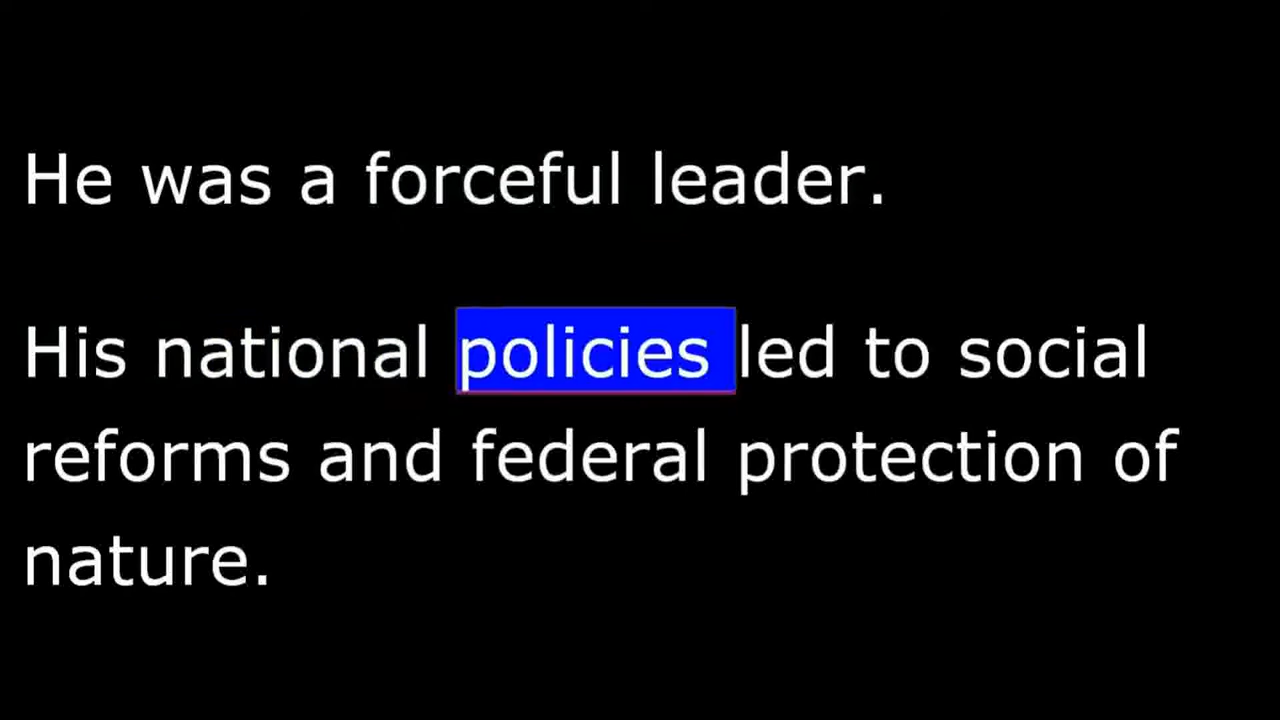 He was a forceful leader.
His national policies led to social
reforms and federal protection of
nature.